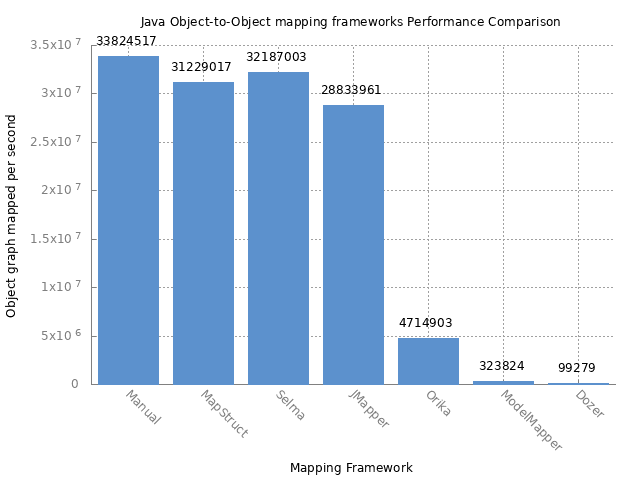 Java Object-to-Object mapping frameworks Performance Comparison
33824517
31229017
32187003
28833961
4714903
323824
99279
3.5x10 7
3x10 7
2.5x10 7
2x10 7
1.5x10 7
1x10 7
5x10 6
0
Object graph mapped per second
Manual
MapStruct
Selma
JMapper
Orika
ModelMapper
Dozer
Mapping Framework